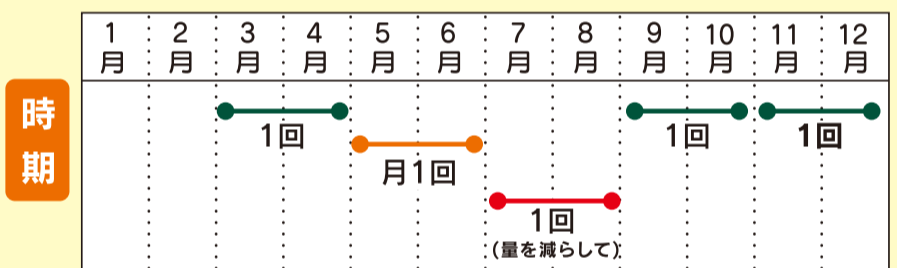 1月 2月 3月 4月 5月 6月 7月 8月 9月 10月 11月 12月
時期
1回 1回 1回
月1回
1回
(量を減らして)